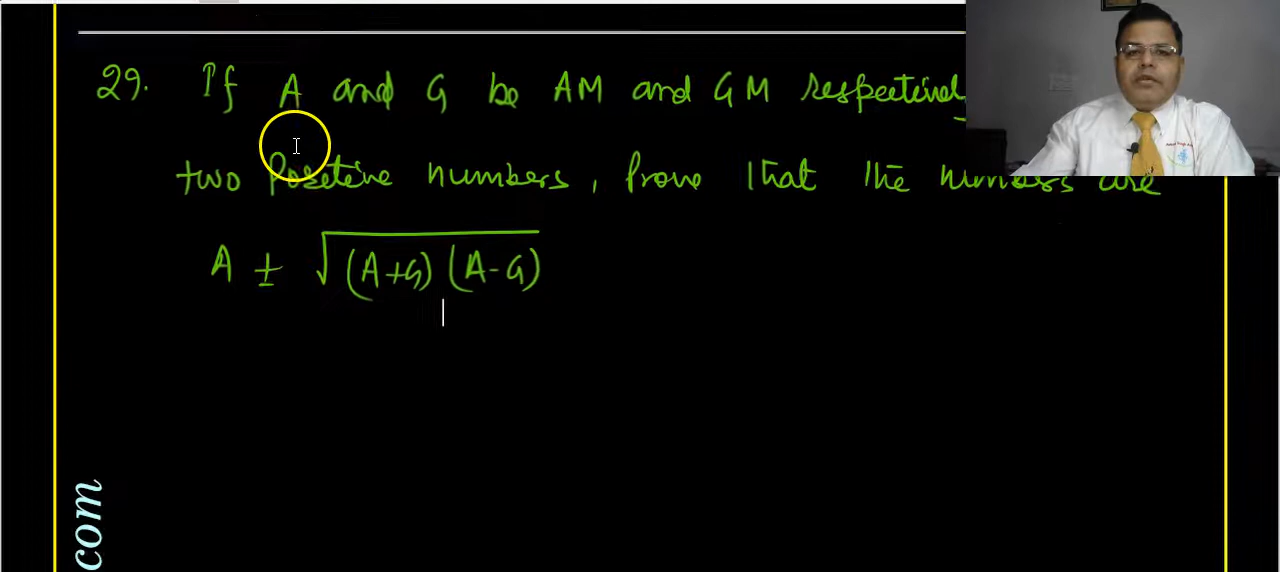 29. If A and G be AM and GM respectively
two Positive numbers, Prove that the numbers are
A ± √(A+G) (A-G)
com